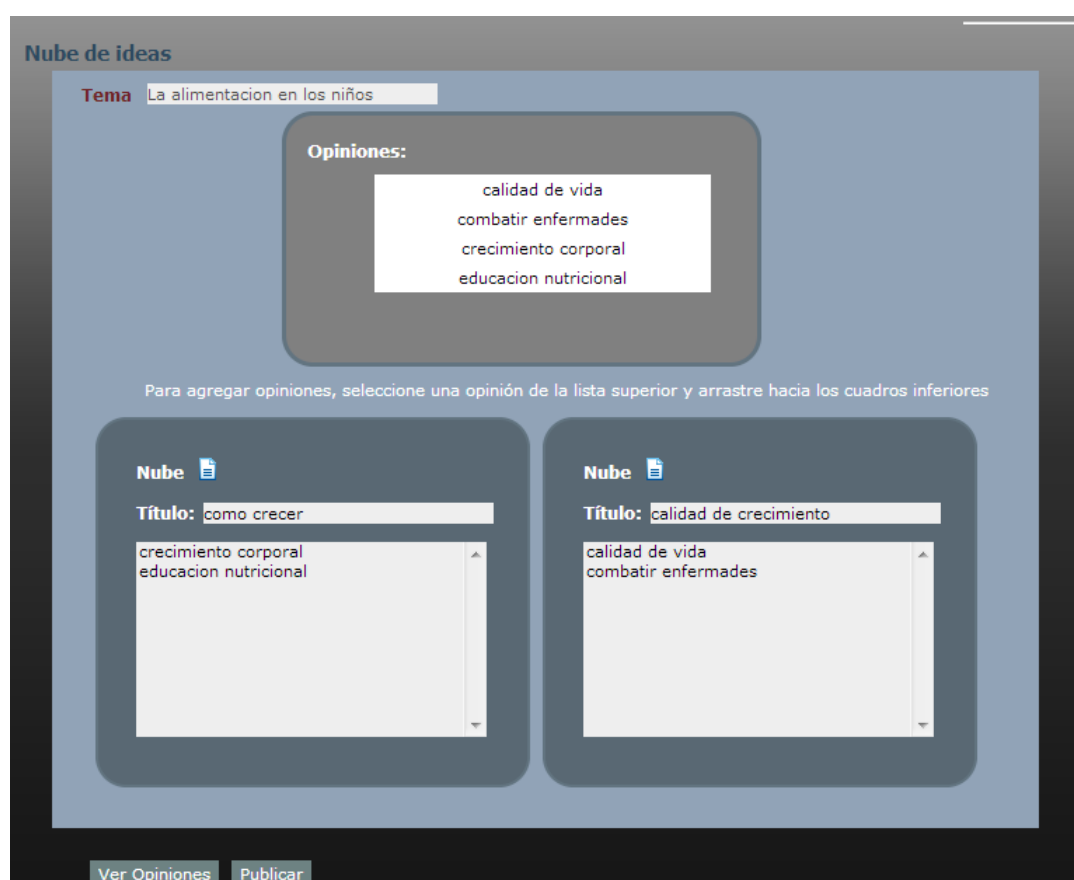 Nube de ideas
Tema La alimentacion en los niños
Opiniones:
calidad de vida
combatir enfermades
crecimiento corporal
educacion nutricional
Para agregar opiniones, seleccione una opinión de la lista superior y arrastre hacia los cuadros inferiores
Nube
Título: como crecer
crecimiento corporal
educacion nutricional
Nube
Título: calidad de crecimiento
calidad de vida
combatir enfermades
Ver Opiniones Publicar